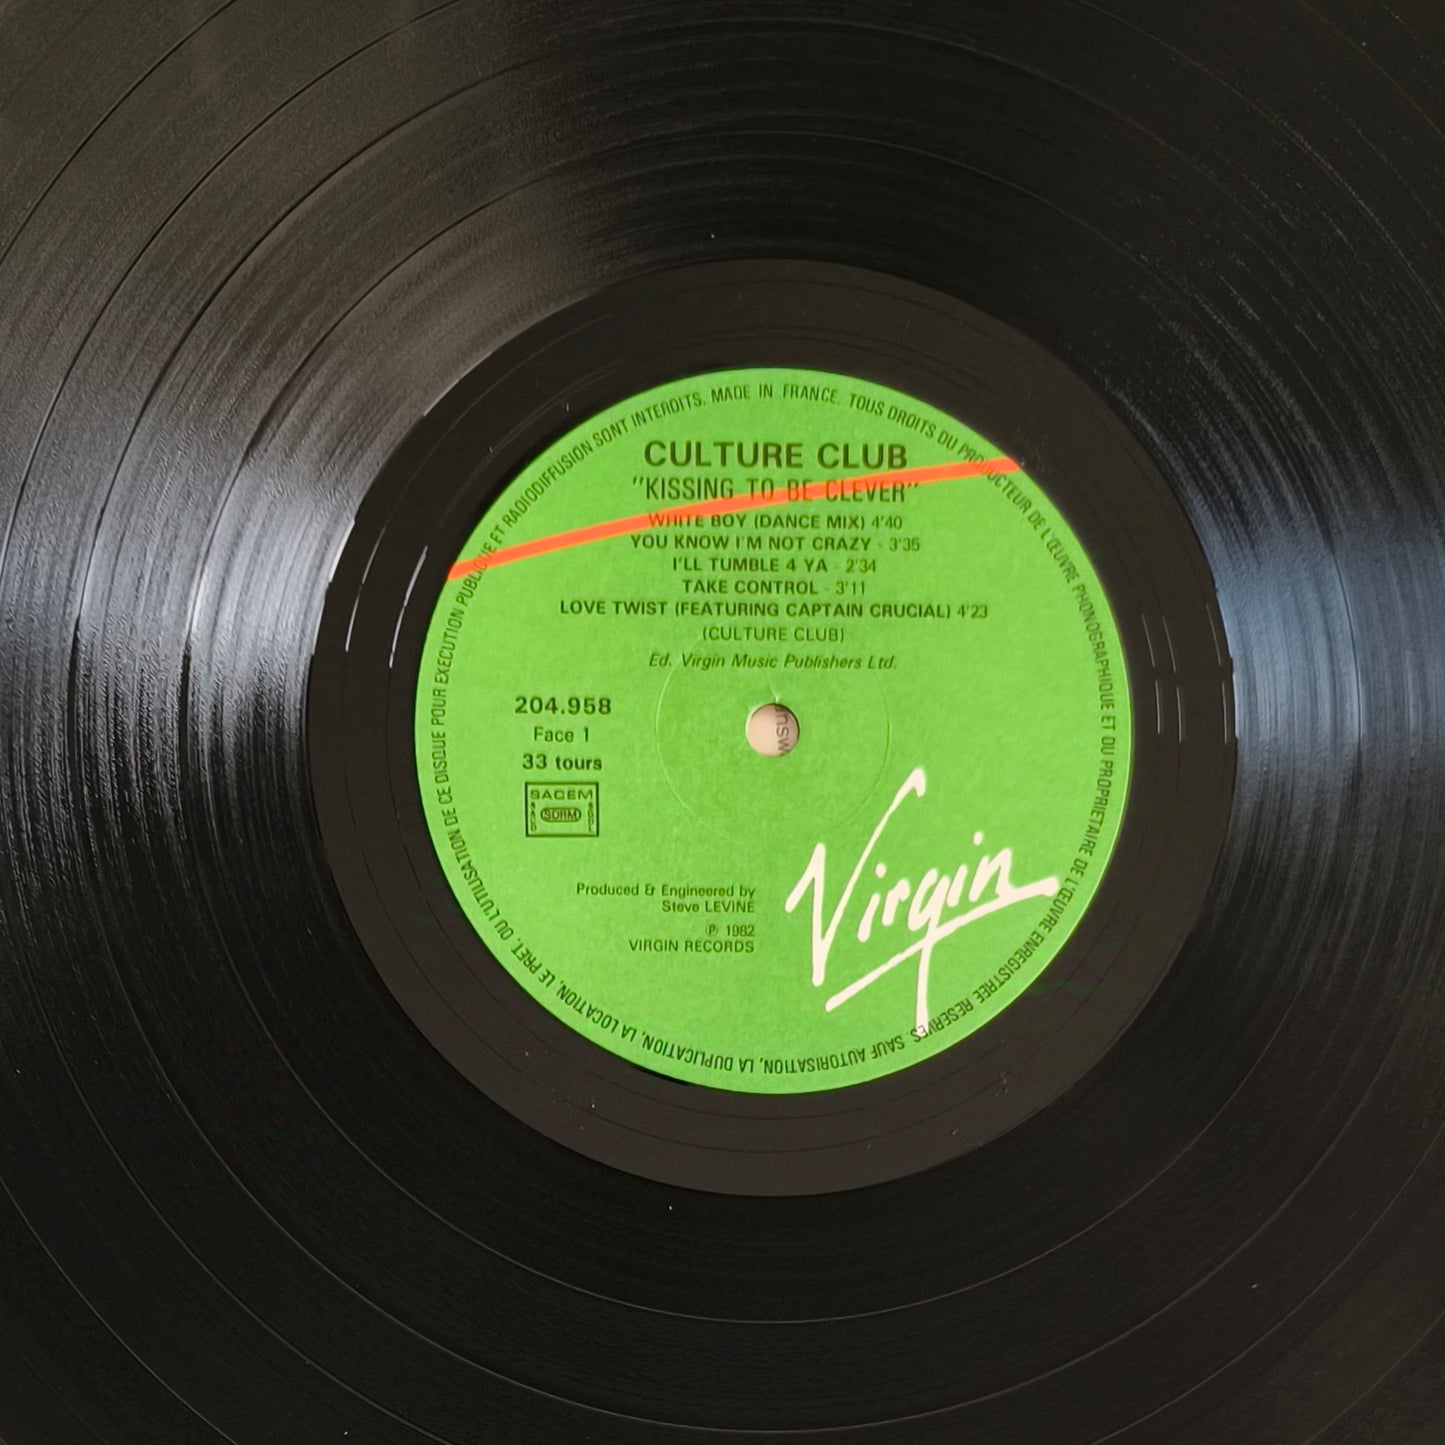 CULTURE CLUB
"KISSING TO BE CLEVER"
WHITE BOY (DANCE MIX) 4'40
YOU KNOW I'M NOT CRAZY - 3'35
I'LL TUMBLE 4 YA - 2'34
TAKE CONTROL - 3'11
LOVE TWIST (FEATURING CAPTAIN CRUCIAL) 4'23
(CULTURE CLUB)
Ed. Virgin Music Publishers Ltd.
204.958
Face 1
33 tours
SACEM
SACD SDRM SGDL
Produced & Engineered by
Steve LEVINE
℗ 1982
VIRGIN RECORDS
Virgin
MADE IN FRANCE. TOUS DROITS DU PRODUCTEUR DE L'ŒUVRE PHONOGRAPHIQUE ET DU PROPRIETAIRE DE L'ŒUVRE ENREGISTREE RESERVES. SAUF AUTORISATION, LA DUPLICATION, LA LOCATION, LE PRET, OU L'UTILISATION DE CE DISQUE POUR EXECUTION PUBLIQUE ET RADIODIFFUSION SONT INTERDITS.